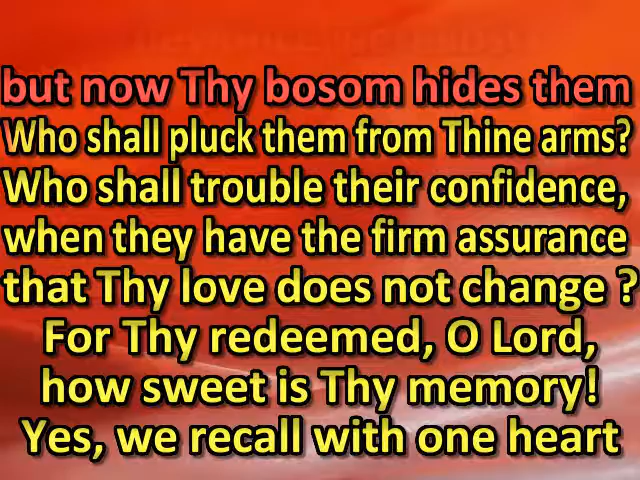 but now Thy bosom hides them
Who shall pluck them from Thine arms?
Who shall trouble their confidence,
when they have the firm assurance
that Thy love does not change ?
For Thy redeemed, O Lord,
how sweet is Thy memory!
Yes, we recall with one heart